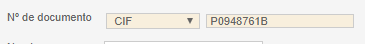 Nº de documento CIF P0948761B